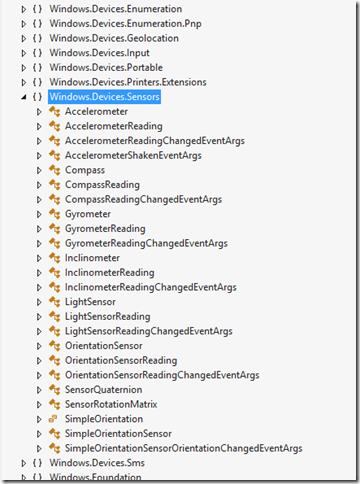 {} Windows.Devices.Enumeration
{} Windows.Devices.Enumeration.Pnp
{} Windows.Devices.Geolocation
{} Windows.Devices.Input
{} Windows.Devices.Portable
{} Windows.Devices.Printers.Extensions
{} Windows.Devices.Sensors
Accelerometer
AccelerometerReading
AccelerometerReadingChangedEventArgs
AccelerometerShakenEventArgs
Compass
CompassReading
CompassReadingChangedEventArgs
Gyrometer
GyrometerReading
GyrometerReadingChangedEventArgs
Inclinometer
InclinometerReading
InclinometerReadingChangedEventArgs
LightSensor
LightSensorReading
LightSensorReadingChangedEventArgs
OrientationSensor
OrientationSensorReading
OrientationSensorReadingChangedEventArgs
SensorQuaternion
SensorRotationMatrix
SimpleOrientation
SimpleOrientationSensor
SimpleOrientationSensorOrientationChangedEventArgs
{} Windows.Devices.Sms
{} Windows.Foundation